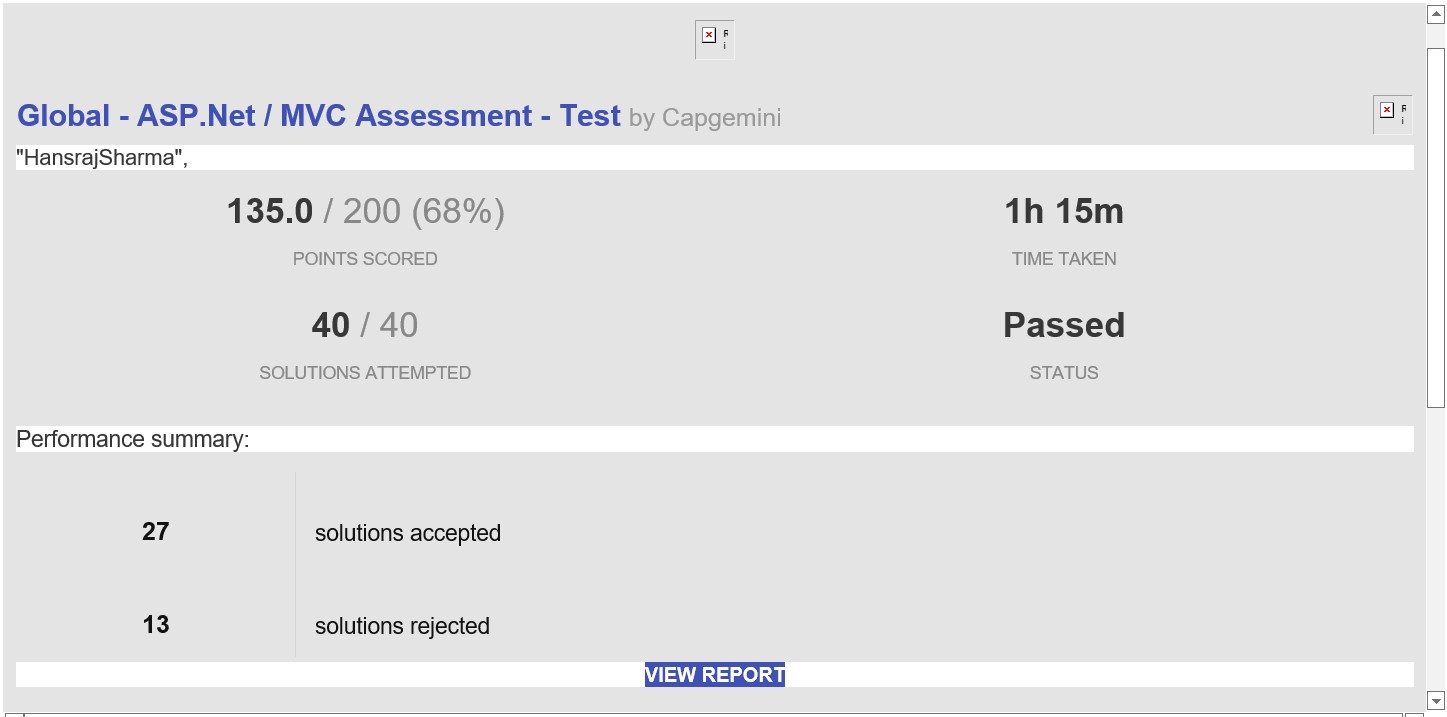 R
i
Global - ASP.Net / MVC Assessment - Test by Capgemini
R
i
"HansrajSharma",
135.0 / 200 (68%)
1h 15m
POINTS SCORED
TIME TAKEN
40 / 40
Passed
SOLUTIONS ATTEMPTED
STATUS
Performance summary:
27 solutions accepted
13 solutions rejected
VIEW REPORT